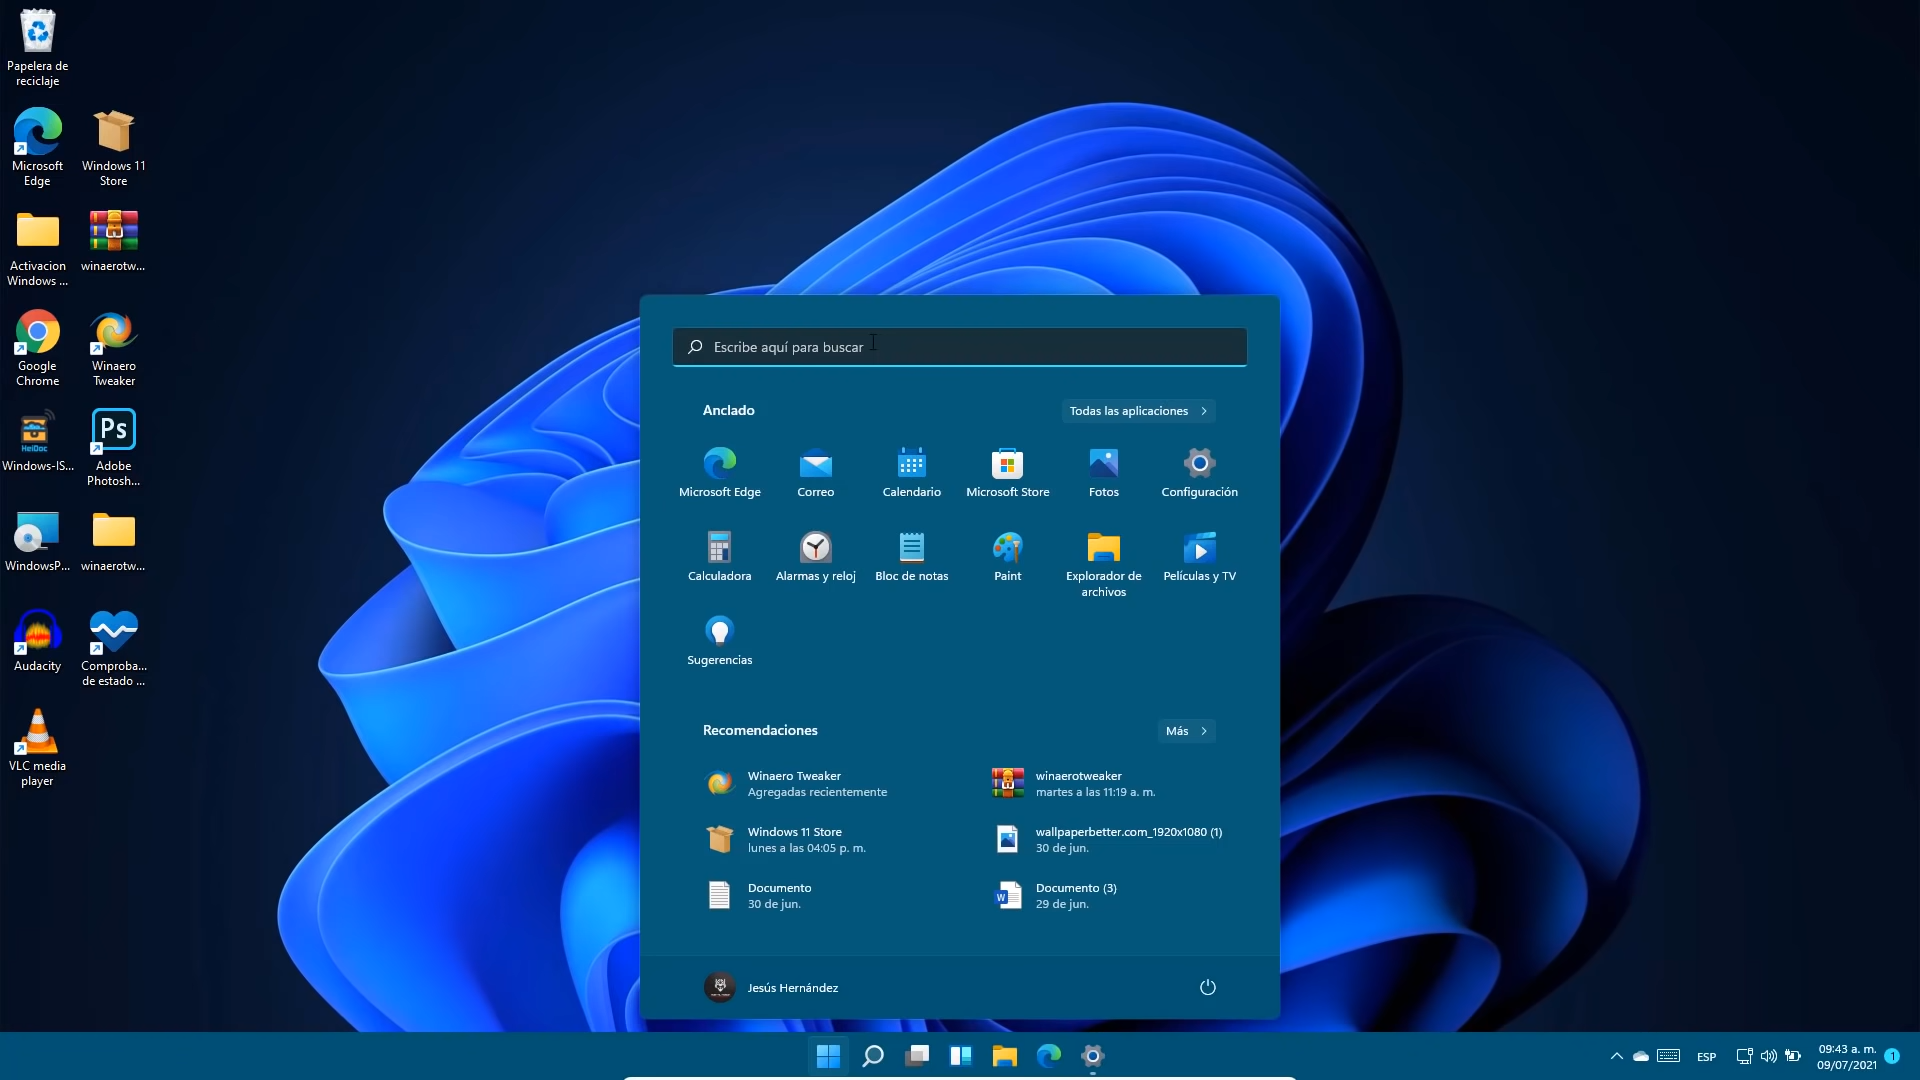 Papelera de
reciclaje
Microsoft
Edge
Windows 11
Store
Activacion
Windows ...
winaerotw...
Google
Chrome
Winaero
Tweaker
HeiDoc
Windows-IS...
Ps
Adobe
Photosh...
WindowsP...
winaerotw...
Audacity
Comproba...
de estado ...
VLC media
player
Escribe aquí para buscar
Anclado
Todas las aplicaciones
Microsoft Edge
Correo
Calendario
Microsoft Store
Fotos
Configuración
Calculadora
Alarmas y reloj
Bloc de notas
Paint
Explorador de
archivos
Películas y TV
Sugerencias
Recomendaciones
Más
Winaero Tweaker
Agregadas recientemente
winaerotweaker
martes a las 11:19 a. m.
Windows 11 Store
lunes a las 04:05 p. m.
wallpaperbetter.com_1920x1080 (1)
30 de jun.
Documento
30 de jun.
W
Documento (3)
29 de jun.
Jesús Hernández
ESP
09:43 a. m.
09/07/2021
1